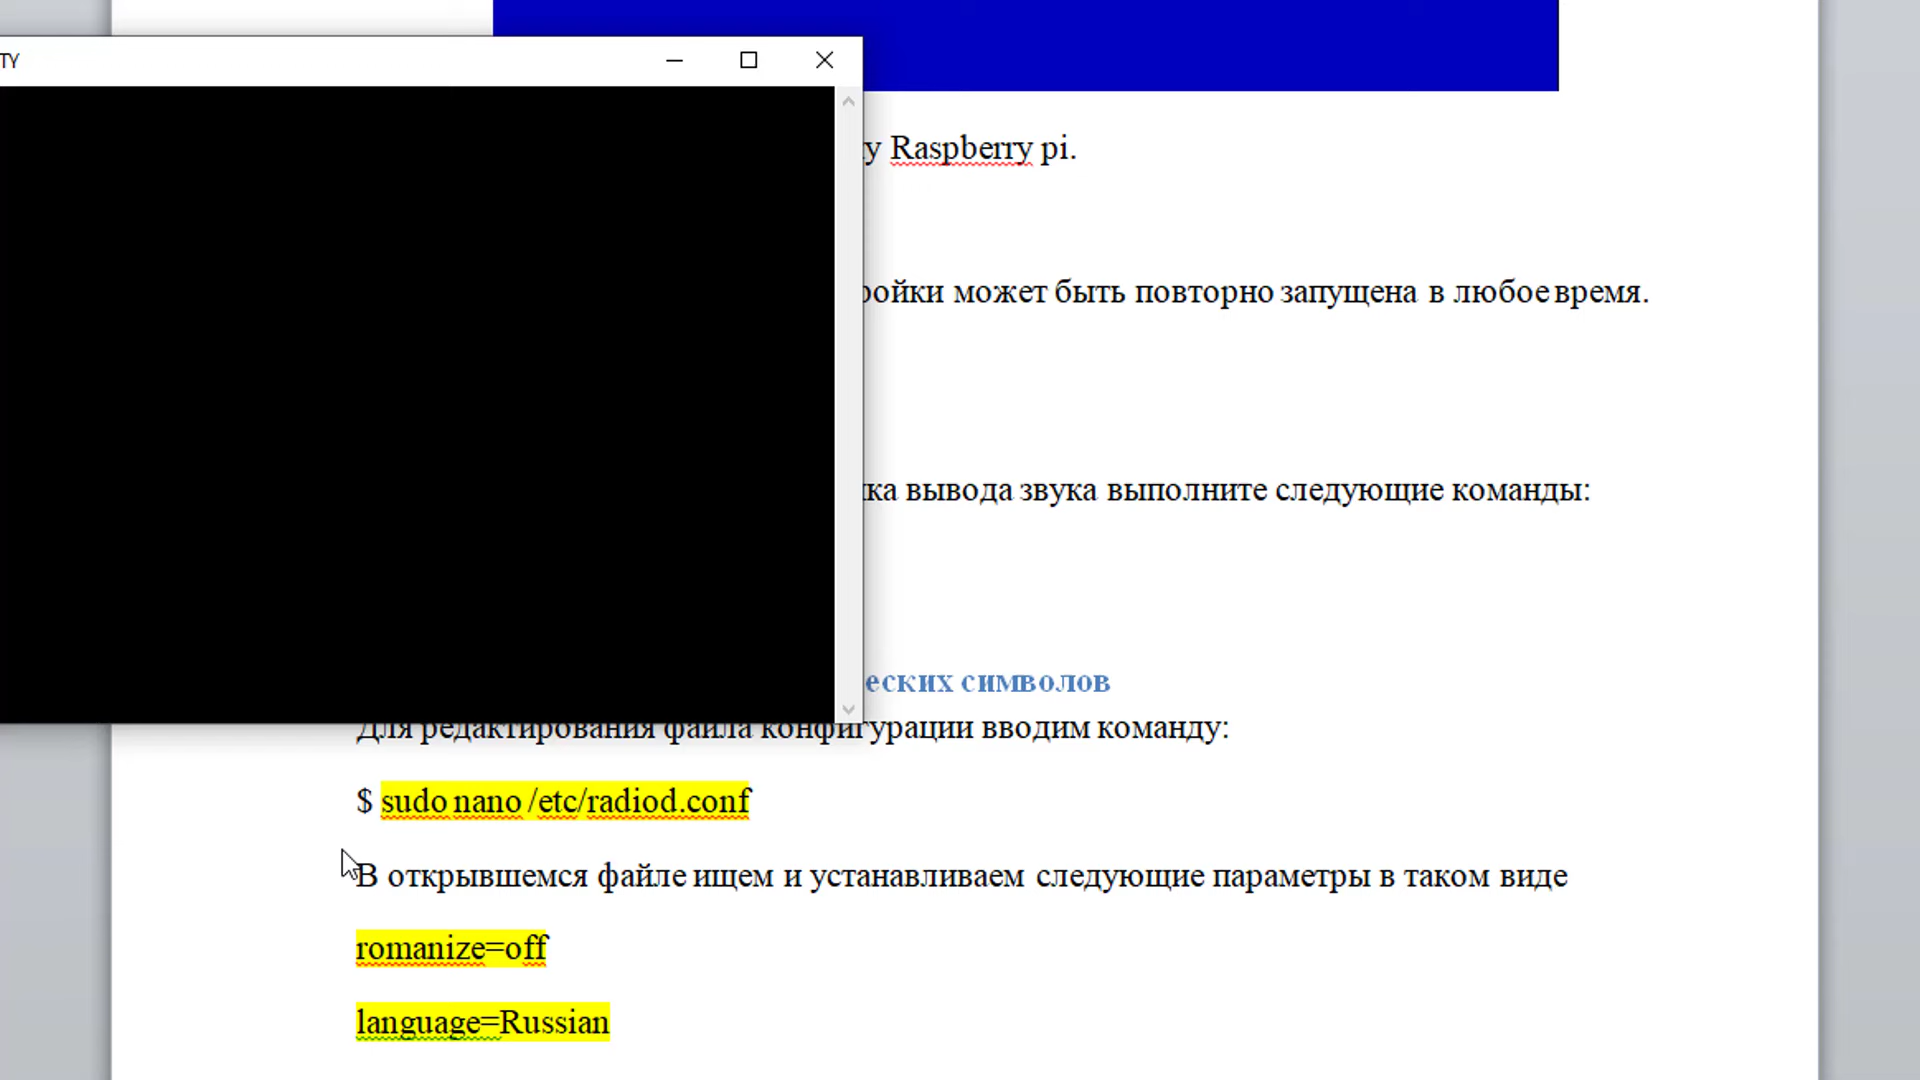 TY
у Raspberry pi.
ройки может быть повторно запущена в любое время.
ка вывода звука выполните следующие команды:
еских символов
Для редактирования файла конфигурации вводим команду:
$ sudo nano /etc/radiod.conf
В открывшемся файле ищем и устанавливаем следующие параметры в таком виде
romanize=off
language=Russian